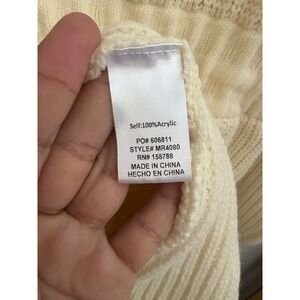 Self:100%Acrylic
PO# 606811
STYLE# MR4060
RN# 158788
MADE IN CHINA
HECHO EN CHINA